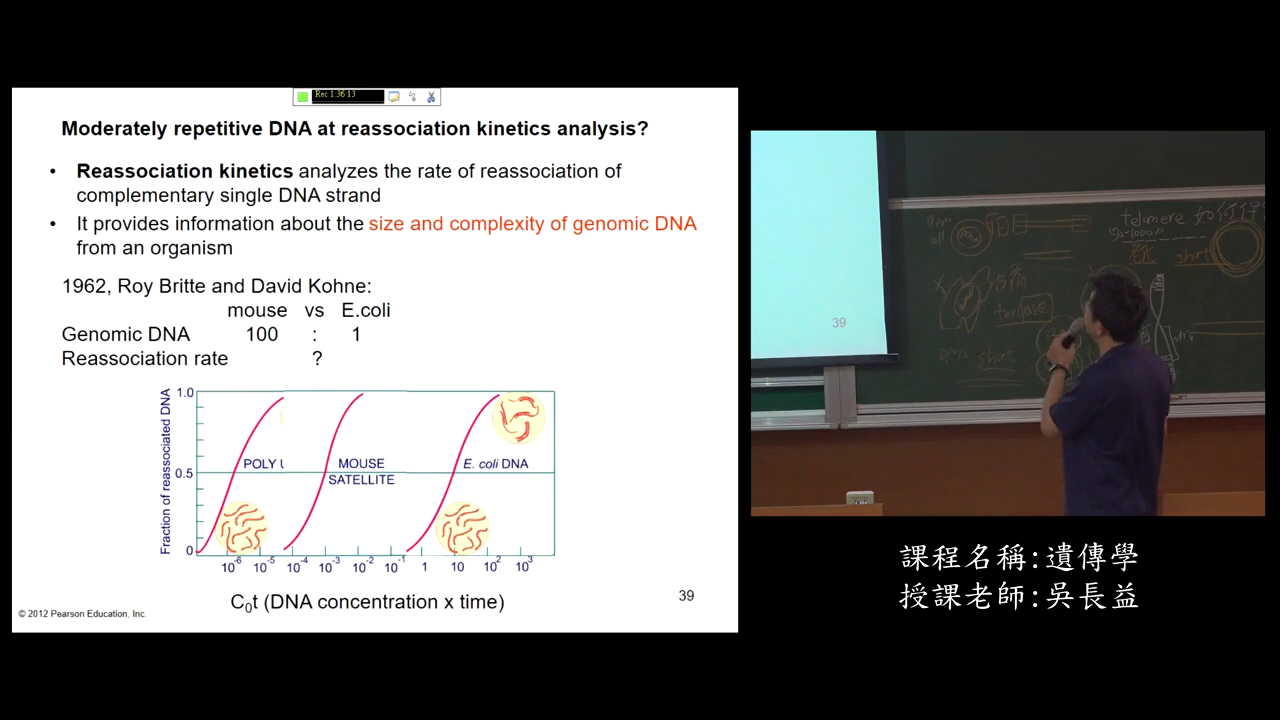 Rec 1:36:13
Moderately repetitive DNA at reassociation kinetics analysis?
• Reassociation kinetics analyzes the rate of reassociation of
complementary single DNA strand
• It provides information about the size and complexity of genomic DNA
from an organism
1962, Roy Britte and David Kohne:
mouse vs E.coli
Genomic DNA 100 : 1
Reassociation rate ?
Fraction of reassociated DNA
1.0
0.5
0
POLY U
MOUSE
SATELLITE
E. coli DNA
10⁻⁶ 10⁻⁵ 10⁻⁴ 10⁻³ 10⁻² 10⁻¹ 1 10 10² 10³
C₀t (DNA concentration x time)
39
© 2012 Pearson Education, Inc.
39
telomere 如何
short
short
課程名稱:遺傳學
授課老師:吳長益